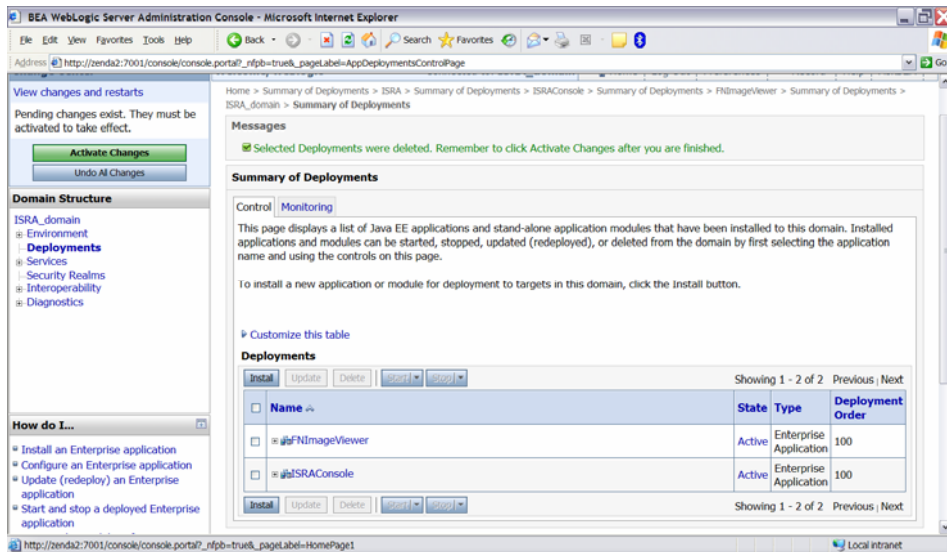 BEA WebLogic Server Administration Console - Microsoft Internet Explorer
File Edit View Favorites Tools Help
Back Search Favorites
Address http://zenda2:7001/console/console.portal?_nfpb=true&_pageLabel=AppDeploymentsControlPage Go
View changes and restarts
Pending changes exist. They must be
activated to take effect.
Activate Changes
Undo All Changes
Domain Structure
ISRA_domain
Environment
Deployments
Services
Security Realms
Interoperability
Diagnostics
How do I...
Install an Enterprise application
Configure an Enterprise application
Update (redeploy) an Enterprise
application
Start and stop a deployed Enterprise
application
Home > Summary of Deployments > ISRA > Summary of Deployments > ISRAConsole > Summary of Deployments > FNImageViewer > Summary of Deployments >
ISRA_domain > Summary of Deployments
Messages
Selected Deployments were deleted. Remember to click Activate Changes after you are finished.
Summary of Deployments
Control Monitoring
This page displays a list of Java EE applications and stand-alone application modules that have been installed to this domain. Installed
applications and modules can be started, stopped, updated (redeployed), or deleted from the domain by first selecting the application
name and using the controls on this page.
To install a new application or module for deployment to targets in this domain, click the Install button.
Customize this table
Deployments
Install Update Delete Start Stop Showing 1 - 2 of 2 Previous | Next
Name State Type Deployment
Order
FNImageViewer Active Enterprise
Application 100
ISRAConsole Active Enterprise
Application 100
Install Update Delete Start Stop Showing 1 - 2 of 2 Previous | Next
http://zenda2:7001/console/console.portal?_nfpb=true&_pageLabel=HomePage1 Local intranet